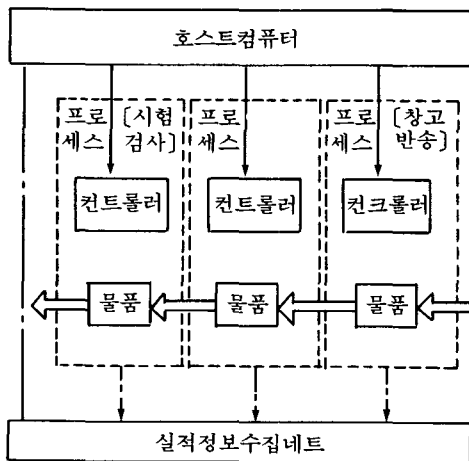 호스트컴퓨터
프로세스
[시험검사]
프로세스
프로세스
[창고반송]
컨트롤러
컨트롤러
컨크롤러
물품
물품
물품
실적정보수집네트